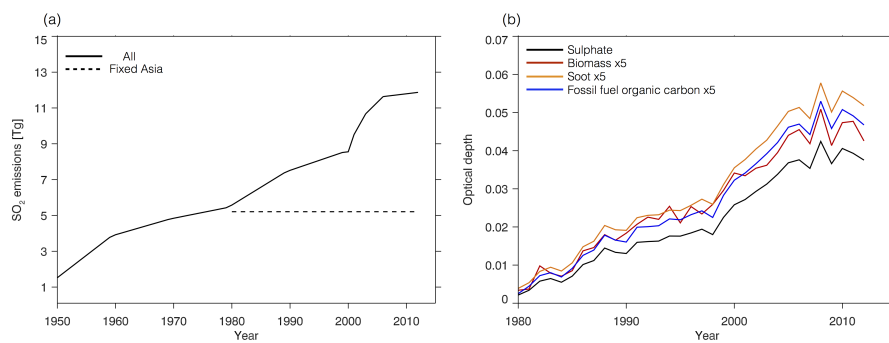 (a)
15
13
11
9
7
5
3
1
SO2 emissions [Tg]
All
Fixed Asia
1950 1960 1970 1980 1990 2000 2010
Year
(b)
0.07
0.06
0.05
0.04
0.03
0.02
0.01
0
Optical depth
Sulphate
Biomass x5
Soot x5
Fossil fuel organic carbon x5
1980 1990 2000 2010
Year